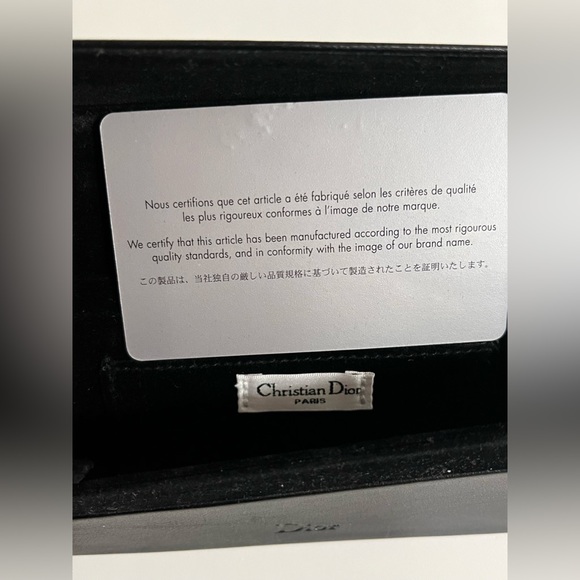 Nous certifions que cet article a été fabriqué selon les critères de qualité
les plus rigoureux conformes à l'image de notre marque.
We certify that this article has been manufactured according to the most rigourous
quality standards, and in conformity with the image of our brand name.
この製品は、当社独自の厳しい品質規格に基づいて製造されたことを証明いたします。
Christian Dior
PARIS
Dior